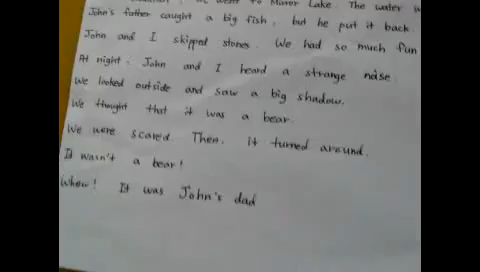 we went to Mirror Lake. The water w
John's father caught a big fish, but he put it back.
John and I skipped stones. We had so much fun
At night, John and I heard a strange noise.
We looked outside and saw a big shadow.
We thought that it was a bear.
We were scared. Then, it turned around.
It wasn't a bear!
Whew! It was John's dad